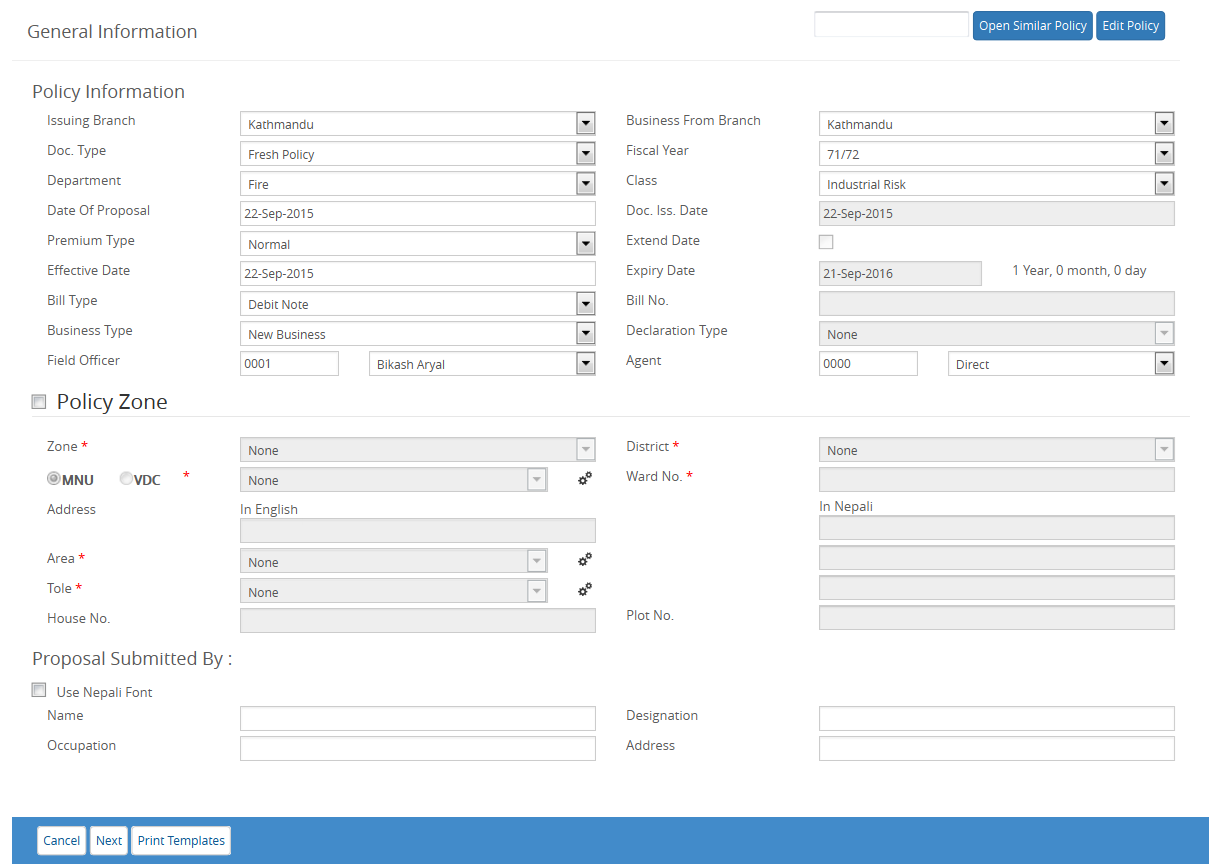 General Information
Open Similar Policy
Edit Policy
Policy Information
Issuing Branch Kathmandu Business From Branch Kathmandu
Doc. Type Fresh Policy Fiscal Year 71/72
Department Fire Class Industrial Risk
Date Of Proposal 22-Sep-2015 Doc. Iss. Date 22-Sep-2015
Premium Type Normal Extend Date
Effective Date 22-Sep-2015 Expiry Date 21-Sep-2016 1 Year, 0 month, 0 day
Bill Type Debit Note Bill No.
Business Type New Business Declaration Type None
Field Officer 0001 Bikash Aryal Agent 0000 Direct
Policy Zone
Zone * None District * None
MNU VDC * None Ward No. *
Address In English In Nepali
Area * None
Tole * None
House No. Plot No.
Proposal Submitted By :
Use Nepali Font
Name Designation
Occupation Address
Cancel Next Print Templates